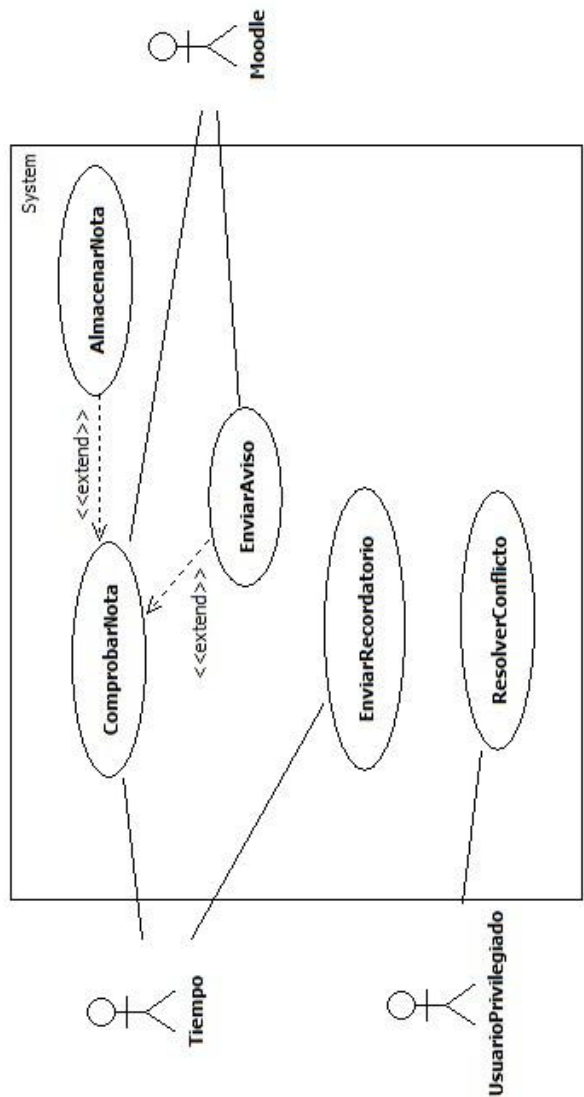 System
AlmacenarNota
<<extend>>
ComprobarNota
Moodle
EnviarAviso
<<extend>>
Tiempo
EnviarRecordatorio
ResolverConflicto
UsuarioPrivilegiado